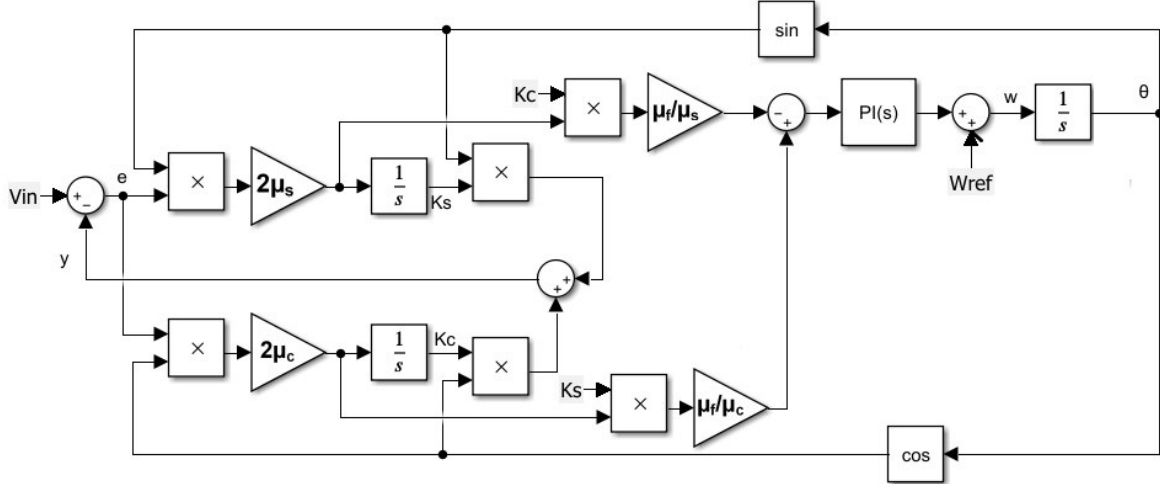 sin
Kc
×
μf/μs
-
+
PI(s)
+
+
w
1
s
θ
Wref
Vin
+
-
e
×
2μs
1
s
Ks
×
y
+
+
×
2μc
1
s
Kc
×
Ks
×
μf/μc
cos